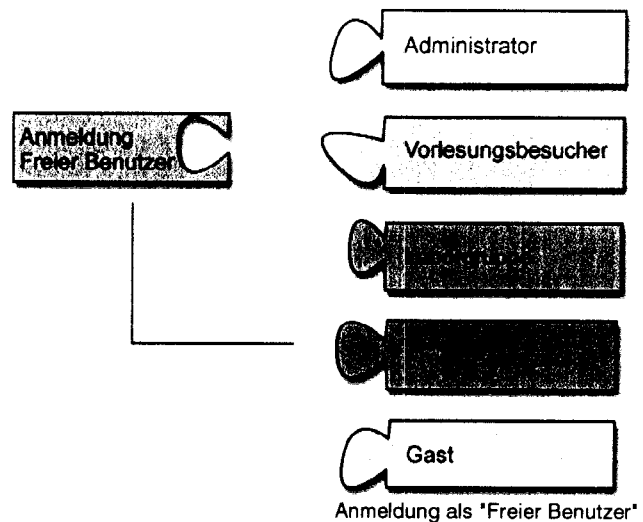 Administrator
Anmeldung
Freier Benutzer
Vorlesungsbesucher
Gast
Anmeldung als "Freier Benutzer"